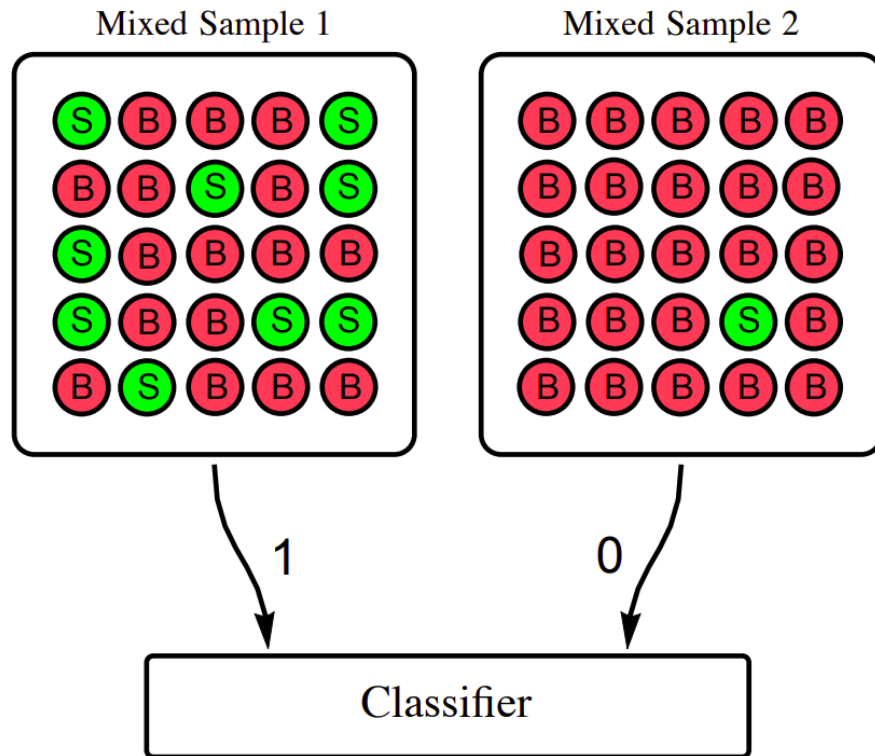 Mixed Sample 1 Mixed Sample 2
S B B B S B B B B B
B B S B S B B B B B
S B B B B B B B B B
S B B S S B B B S B
B S B B B B B B B B
1 0
Classifier